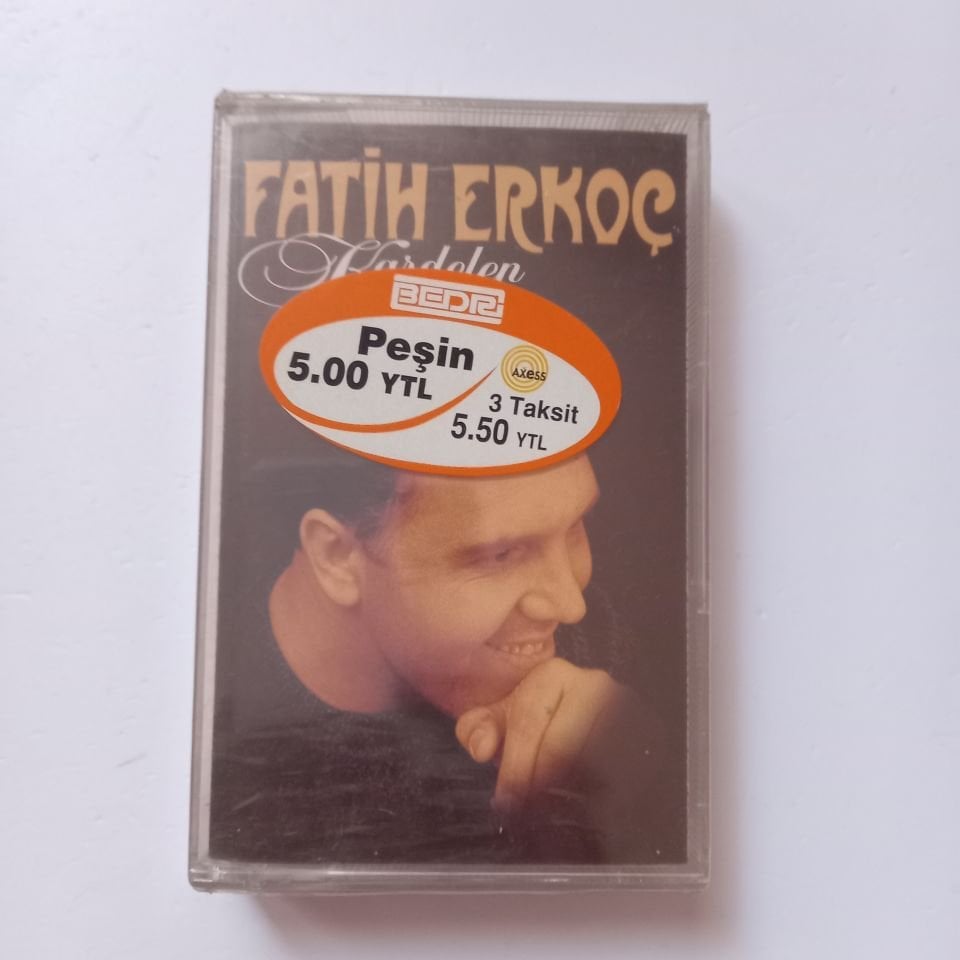 FATİH ERKOÇ
Kardelen
BEDRi
Peşin
5.00 YTL
AXess
3 Taksit
5.50 YTL